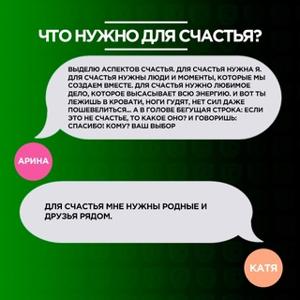 ЧТО НУЖНО ДЛЯ СЧАСТЬЯ?
ВЫДЕЛЮ АСПЕКТОВ СЧАСТЬЯ. ДЛЯ СЧАСТЬЯ НУЖНА Я.
ДЛЯ СЧАСТЬЯ НУЖНЫ ЛЮДИ И МОМЕНТЫ, КОТОРЫЕ МЫ
СОЗДАЕМ ВМЕСТЕ. ДЛЯ СЧАСТЬЯ НУЖНО ЛЮБИМОЕ
ДЕЛО, КОТОРОЕ ВЫСАСЫВАЕТ ВСЮ ЭНЕРГИЮ. И ВОТ ТЫ
ЛЕЖИШЬ В КРОВАТИ, НОГИ ГУДЯТ, НЕТ СИЛ ДАЖЕ
ПОШЕВЕЛИТЬСЯ... А В ГОЛОВЕ БЕГУЩАЯ СТРОКА: ЕСЛИ
ЭТО НЕ СЧАСТЬЕ, ТО КАКОЕ ОНО? И ГОВОРИШЬ:
СПАСИБО! КОМУ? ВАШ ВЫБОР
АРИНА
ДЛЯ СЧАСТЬЯ МНЕ НУЖНЫ РОДНЫЕ И
ДРУЗЬЯ РЯДОМ.
КАТЯ